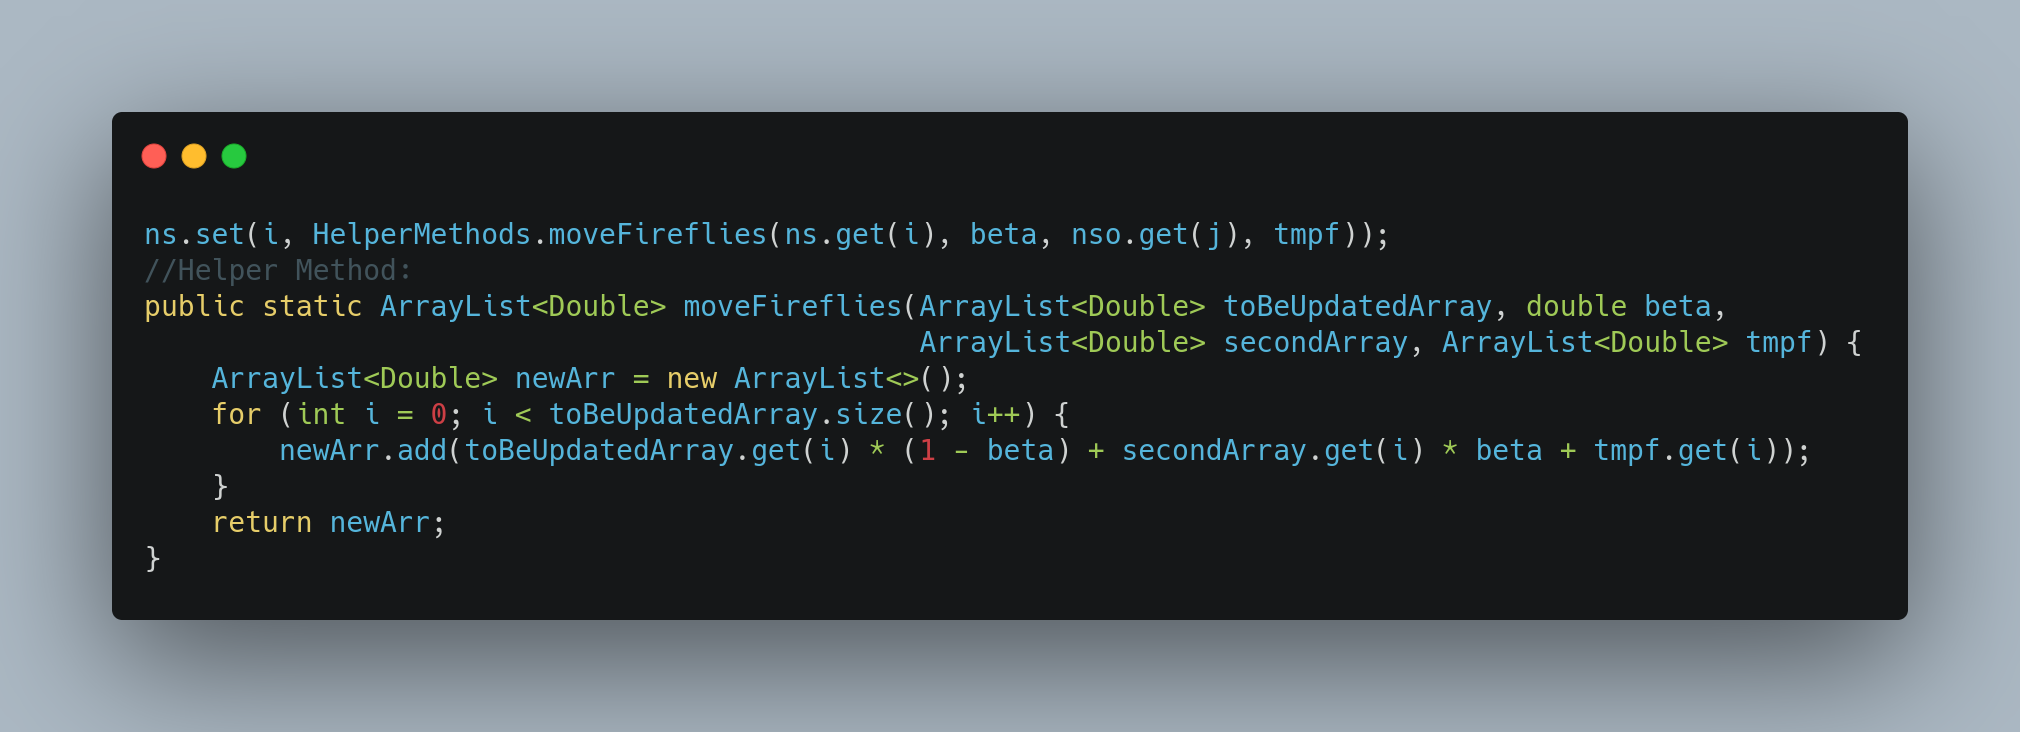 ns.set(i, HelperMethods.moveFireflies(ns.get(i), beta, nso.get(j), tmpf));
//Helper Method:
public static ArrayList<Double> moveFireflies(ArrayList<Double> toBeUpdatedArray, double beta,
                                              ArrayList<Double> secondArray, ArrayList<Double> tmpf) {
    ArrayList<Double> newArr = new ArrayList<>();
    for (int i = 0; i < toBeUpdatedArray.size(); i++) {
        newArr.add(toBeUpdatedArray.get(i) * (1 - beta) + secondArray.get(i) * beta + tmpf.get(i));
    }
    return newArr;
}